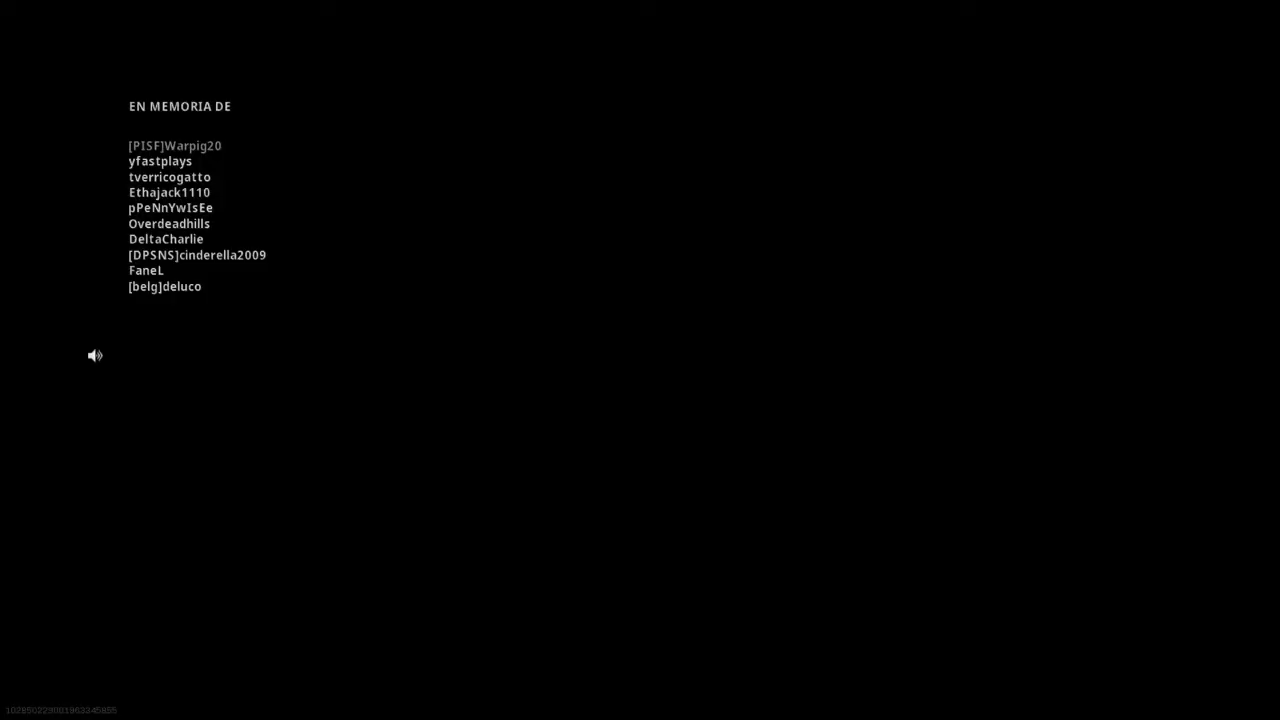 EN MEMORIA DE
[PISF]Warpig20
yfastplays
tverricogatto
Ethajack1110
pPeNnYwIsEe
Overdeadhills
DeltaCharlie
[DPSNS]cinderella2009
FaneL
[belg]deluco